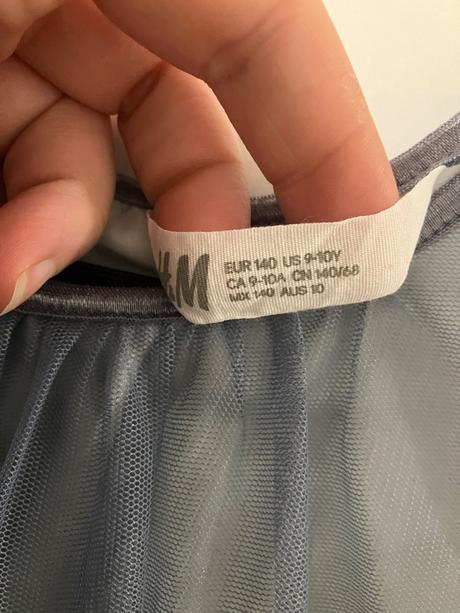 H&M
EUR 140 US 9-10Y
CA 9-10A CN 140/68
MX 140 AUS 10